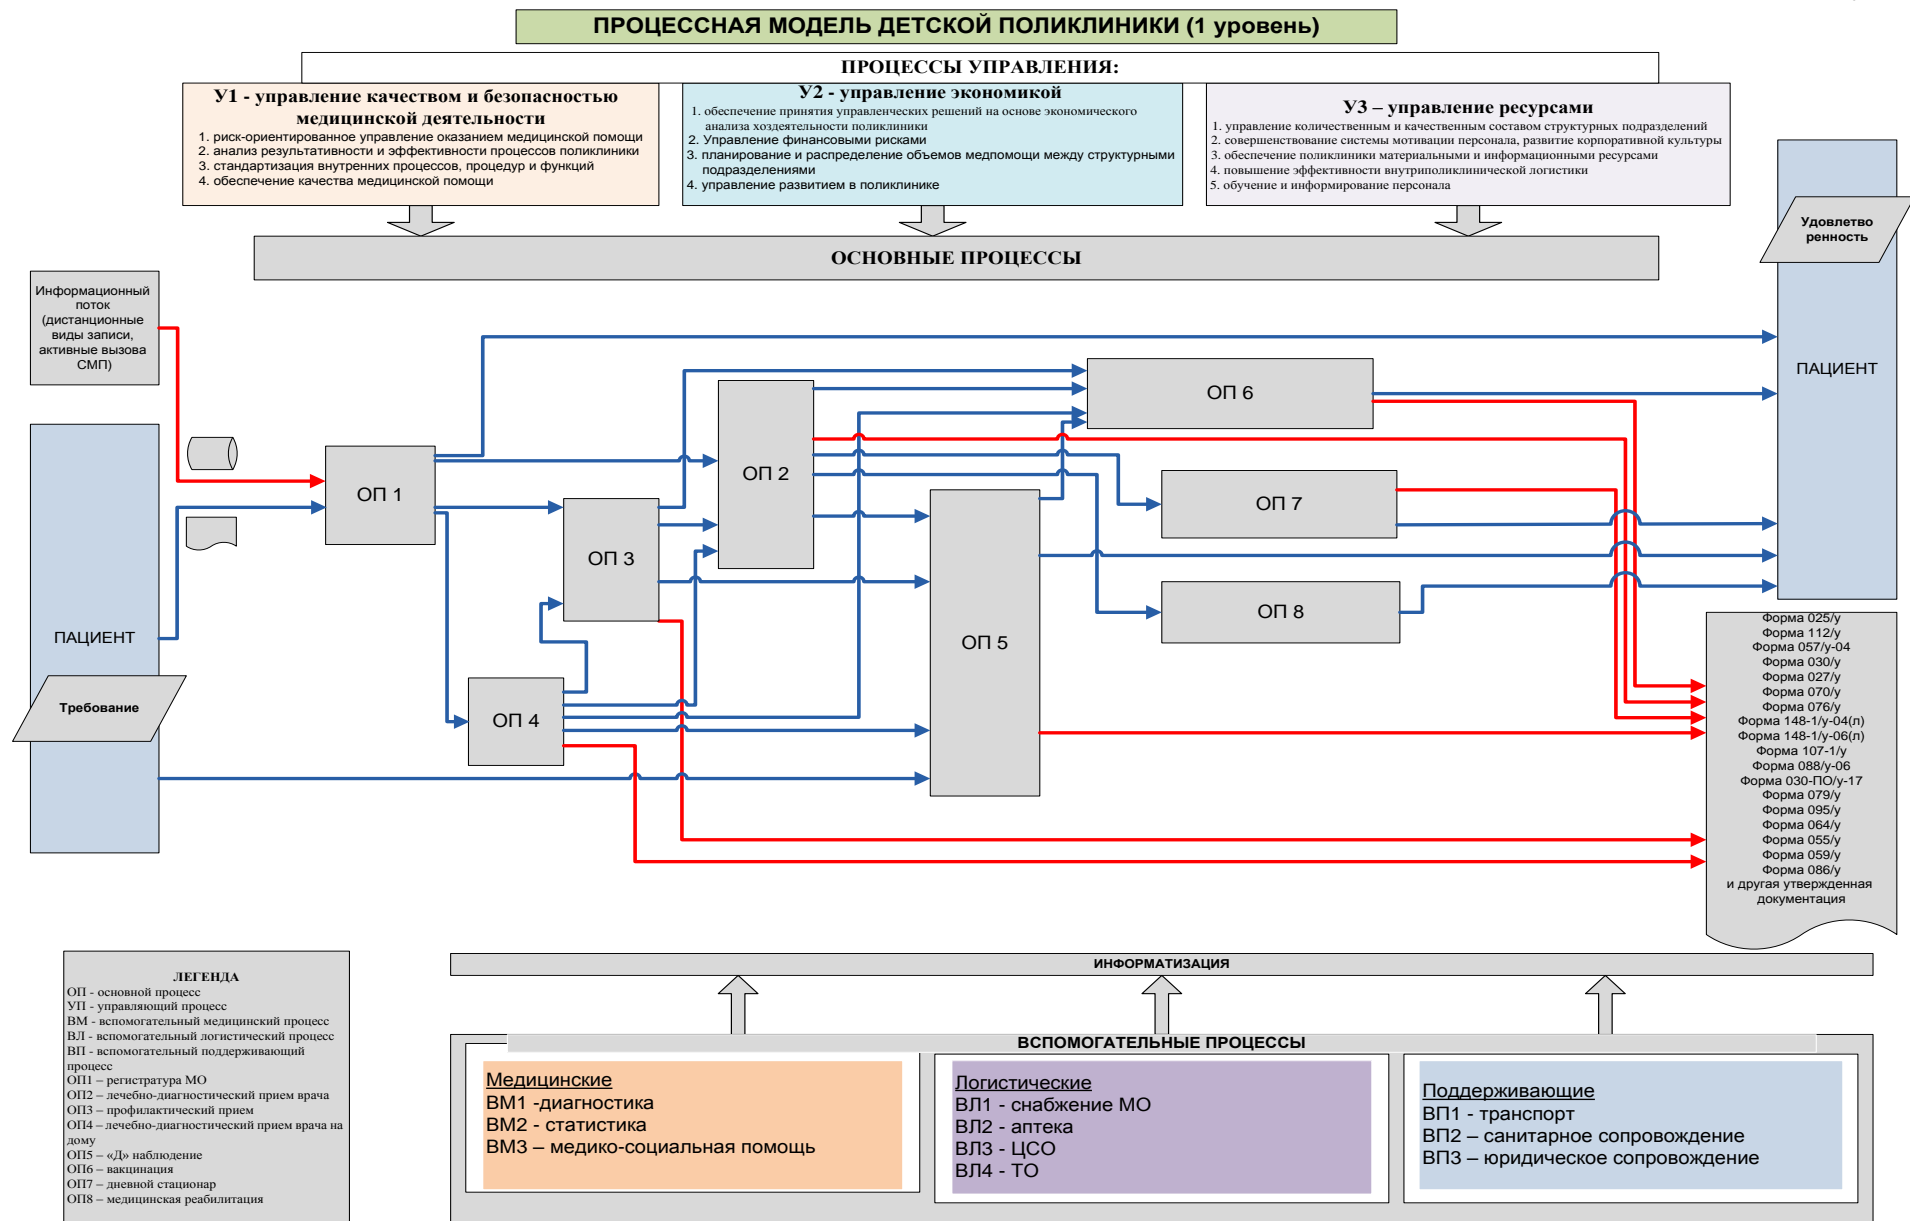 ПРОЦЕССНАЯ МОДЕЛЬ ДЕТСКОЙ ПОЛИКЛИНИКИ (1 уровень)
ПРОЦЕССЫ УПРАВЛЕНИЯ:
У1 - управление качеством и безопасностью
медицинской деятельности
1. риск-ориентированное управление оказанием медицинской помощи
2. анализ результативности и эффективности процессов поликлиники
3. стандартизация внутренних процессов, процедур и функций
4. обеспечение качества медицинской помощи
У2 - управление экономикой
1. обеспечение принятия управленческих решений на основе экономического
анализа хоздеятельности поликлиники
2. Управление финансовыми рисками
3. планирование и распределение объемов медпомощи между структурными
подразделениями
4. управление развитием в поликлинике
У3 – управление ресурсами
1. управление количественным и качественным составом структурных подразделений
2. совершенствование системы мотивации персонала, развитие корпоративной культуры
3. обеспечение поликлиники материальными и информационными ресурсами
4. повышение эффективности внутриполиклинической логистики
5. обучение и информирование персонала
Удовлетво
ренность
ПАЦИЕНТ
ОСНОВНЫЕ ПРОЦЕССЫ
Информационный
поток
(дистанционные
виды записи,
активные вызова
СМП)
ПАЦИЕНТ
Требование
ОП 1
ОП 2
ОП 3
ОП 4
ОП 5
ОП 6
ОП 7
ОП 8
Форма 025/у
Форма 112/у
Форма 057/у-04
Форма 030/у
Форма 027/у
Форма 070/у
Форма 076/у
Форма 148-1/у-04(л)
Форма 148-1/у-06(л)
Форма 107-1/у
Форма 088/у-06
Форма 030-ПО/у-17
Форма 079/у
Форма 095/у
Форма 064/у
Форма 055/у
Форма 059/у
Форма 086/у
и другая утвержденная
документация
ЛЕГЕНДА
ОП - основной процесс
УП - управляющий процесс
ВМ - вспомогательный медицинский процесс
ВЛ - вспомогательный логистический процесс
ВП - вспомогательный поддерживающий
процесс
ОП1 – регистратура МО
ОП2 – лечебно-диагностический прием врача
ОП3 – профилактический прием
ОП4 – лечебно-диагностический прием врача на
дому
ОП5 – «Д» наблюдение
ОП6 – вакцинация
ОП7 – дневной стационар
ОП8 – медицинская реабилитация
ИНФОРМАТИЗАЦИЯ
ВСПОМОГАТЕЛЬНЫЕ ПРОЦЕССЫ
Медицинские
ВМ1 -диагностика
ВМ2 - статистика
ВМ3 – медико-социальная помощь
Логистические
ВЛ1 - снабжение МО
ВЛ2 - аптека
ВЛ3 - ЦСО
ВЛ4 - ТО
Поддерживающие
ВП1 - транспорт
ВП2 – санитарное сопровождение
ВП3 – юридическое сопровождение